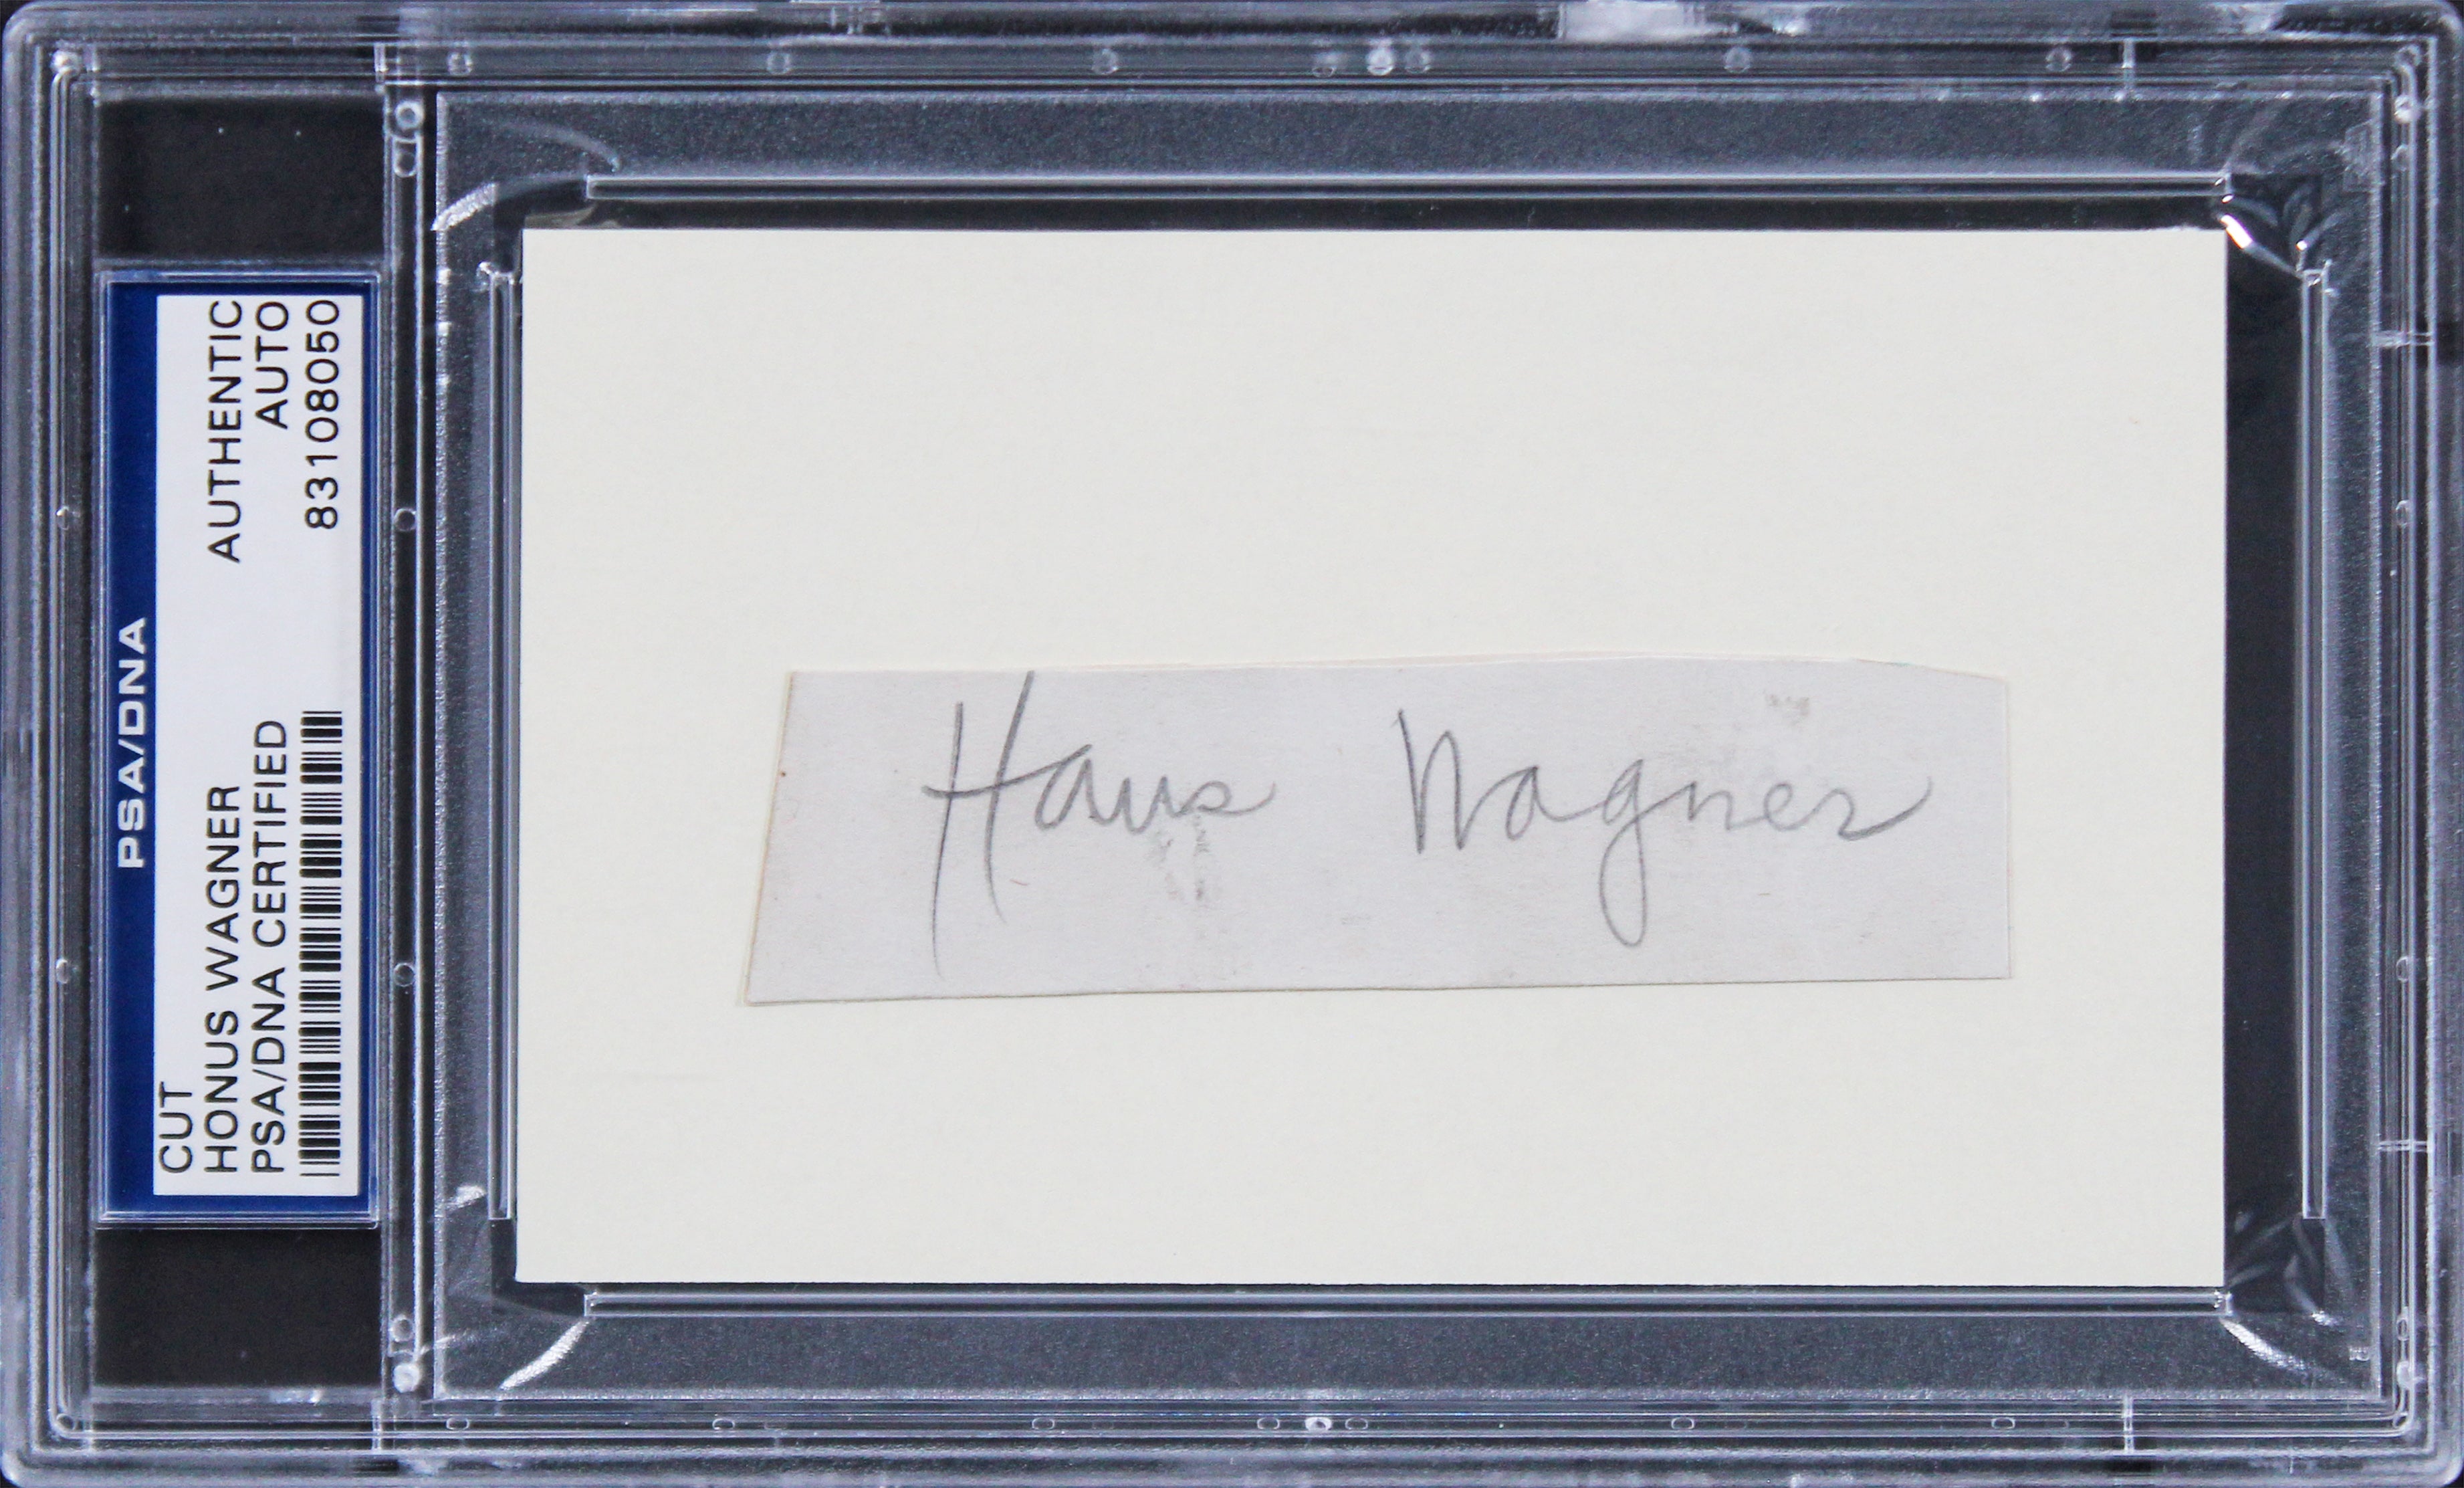 PSA/DNA
CUT
HONUS WAGNER AUTHENTIC
PSA/DNA CERTIFIED AUTO
83108050
Hans Wagner